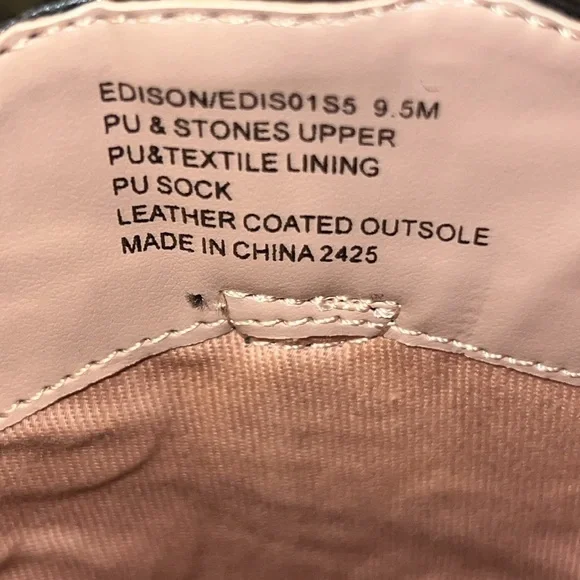 EDISON/EDIS01S5 9.5M
PU & STONES UPPER
PU&TEXTILE LINING
PU SOCK
LEATHER COATED OUTSOLE
MADE IN CHINA 2425